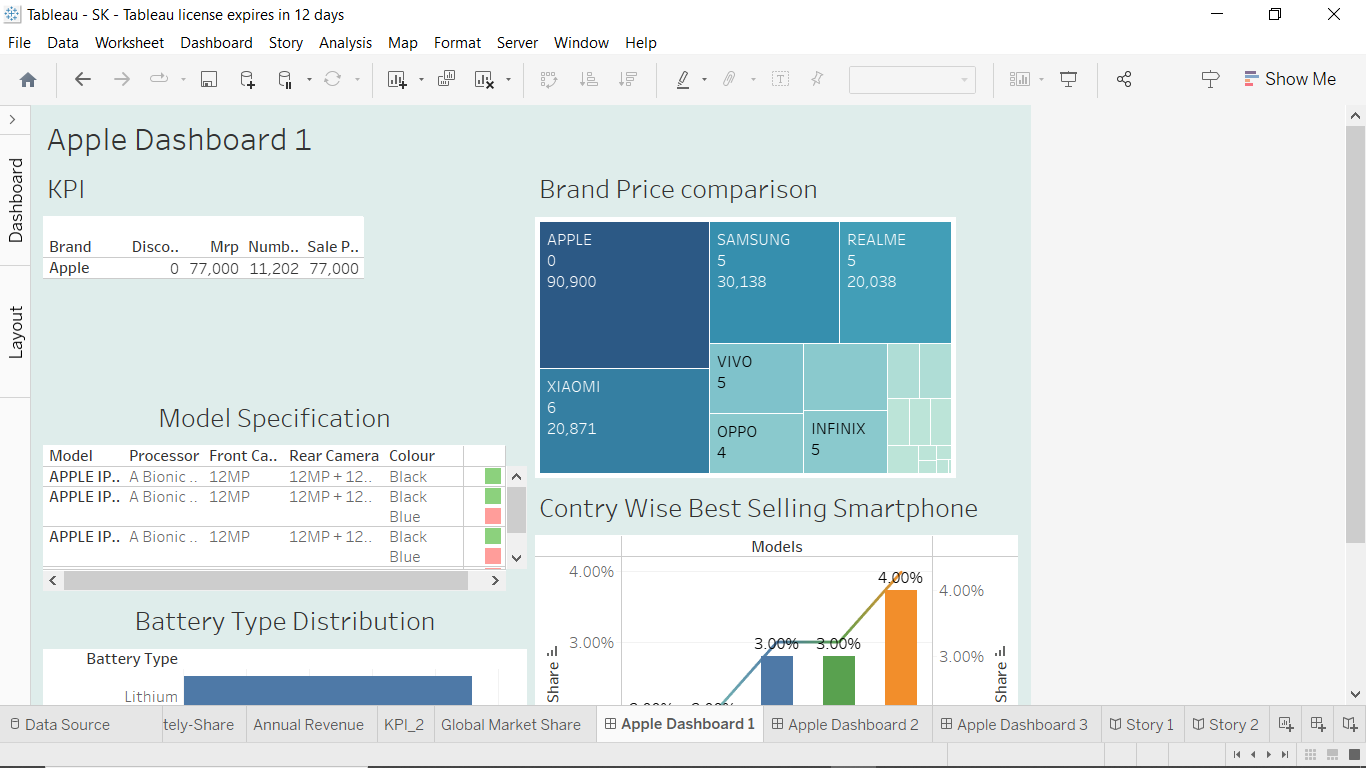 Tableau - SK - Tableau license expires in 12 days
File Data Worksheet Dashboard Story Analysis Map Format Server Window Help
Show Me
Dashboard
Layout
Apple Dashboard 1
KPI
Brand Disco.. Mrp Numb.. Sale P..
Apple 0 77,000 11,202 77,000
Model Specification
Model Processor Front Ca.. Rear Camera Colour
APPLE IP.. A Bionic .. 12MP 12MP + 12.. Black
APPLE IP.. A Bionic .. 12MP 12MP + 12.. Black
Blue
APPLE IP.. A Bionic .. 12MP 12MP + 12.. Black
Blue
Battery Type Distribution
Battery Type
Lithium
Brand Price comparison
APPLE
0
90,900
SAMSUNG
5
30,138
REALME
5
20,038
XIAOMI
6
20,871
VIVO
5
OPPO
4
INFINIX
5
Contry Wise Best Selling Smartphone
Models
4.00%
3.00%
Share
3.00% 3.00% 4.00%
4.00%
3.00%
Share
Data Source tely-Share Annual Revenue KPI_2 Global Market Share Apple Dashboard 1 Apple Dashboard 2 Apple Dashboard 3 Story 1 Story 2